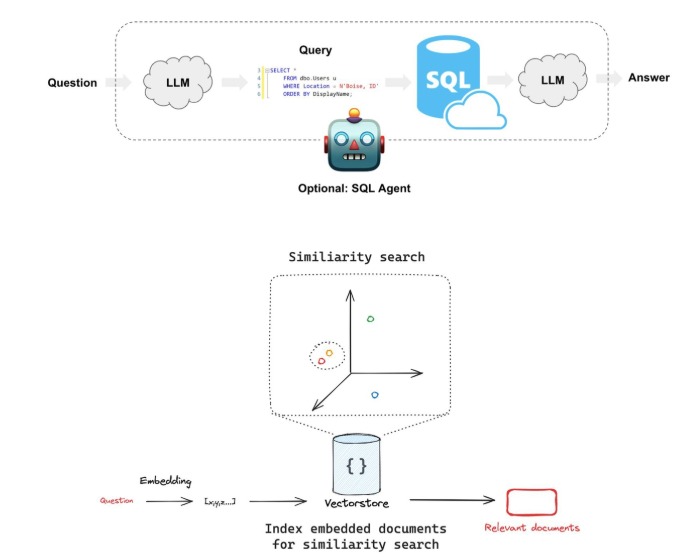 Query
Question
LLM
3 SELECT *
4 FROM dbo.Users u
5 WHERE Location = N'Boise, ID'
6 ORDER BY DisplayName;
SQL
LLM
Answer
Optional: SQL Agent
Similiarity search
{ }
Embedding
Question
[x,y,z...]
Vectorstore
Relevant documents
Index embedded documents
for similiarity search